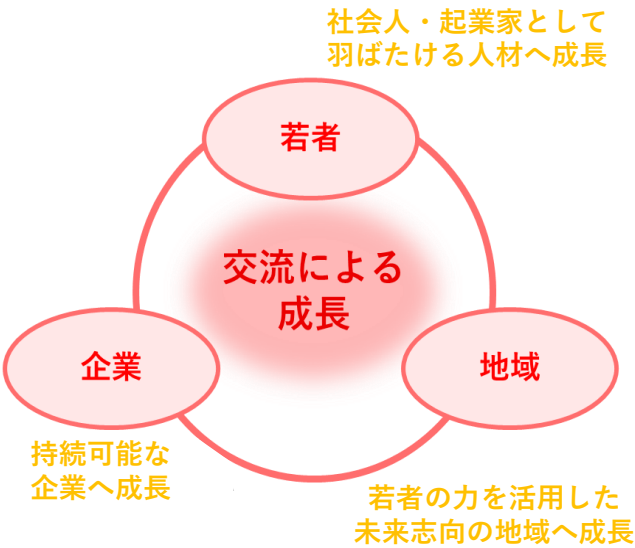 社会人・起業家として
羽ばたける人材へ成長
若者
交流による
成長
企業
地域
持続可能な
企業へ成長
若者の力を活用した
未来志向の地域へ成長